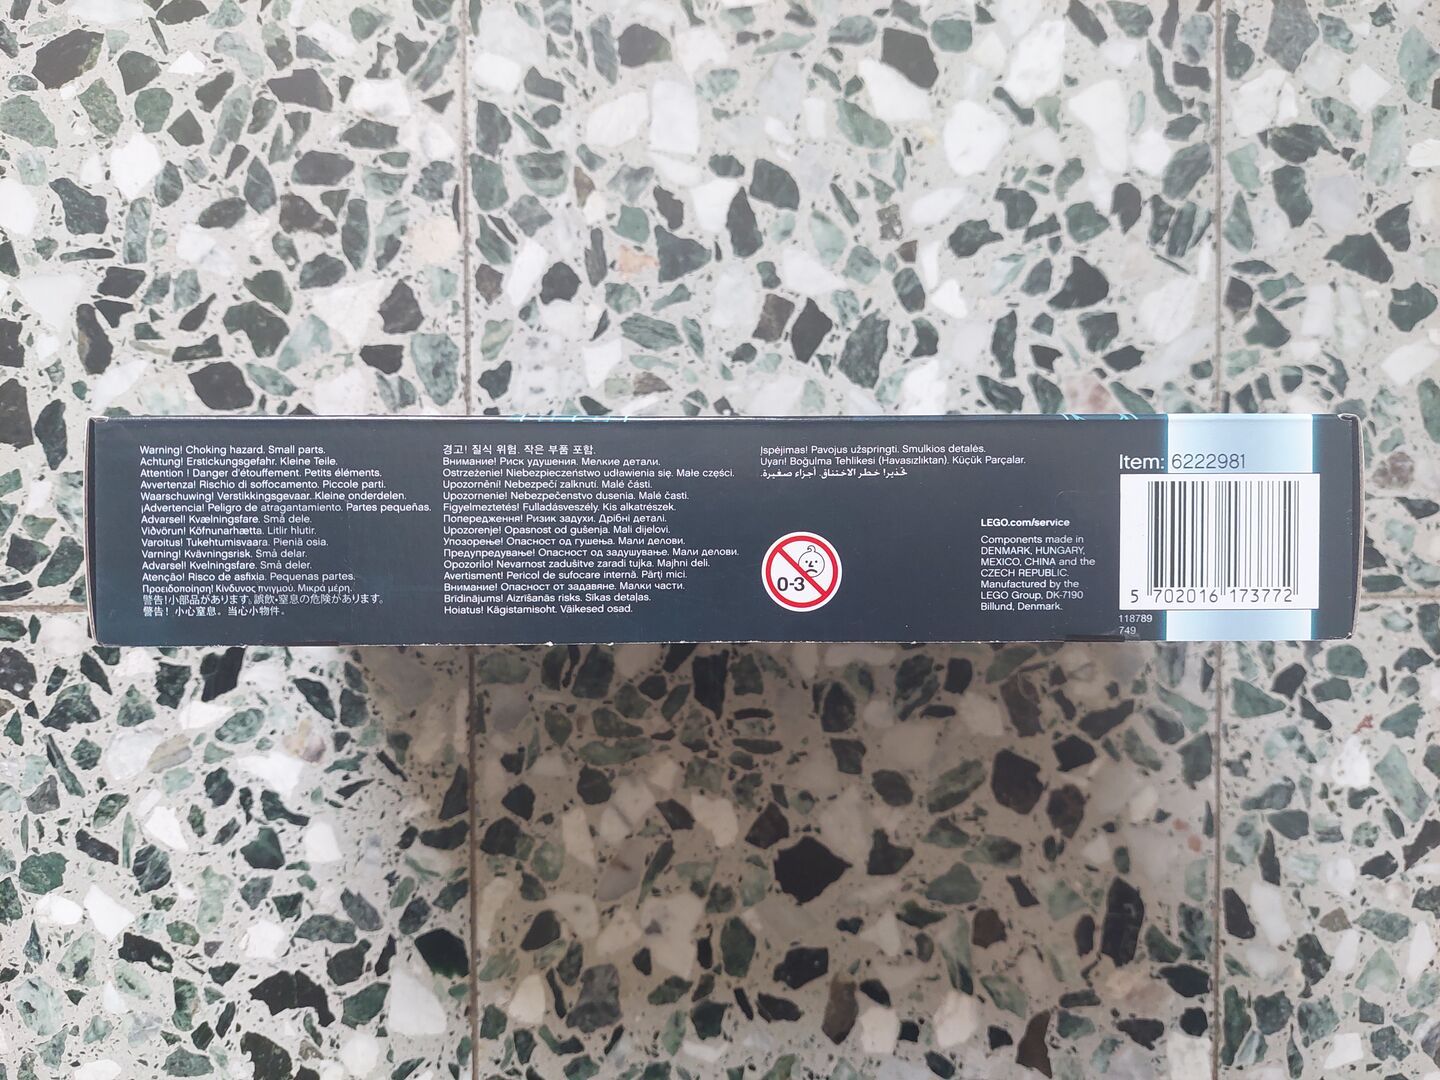 Warning! Choking hazard. Small parts.
Achtung! Erstickungsgefahr. Kleine Teile.
Attention ! Danger d'étouffement. Petits éléments.
Avvertenza! Rischio di soffocamento. Piccole parti.
Waarschuwing! Verstikkingsgevaar. Kleine onderdelen.
¡Advertencia! Peligro de atragantamiento. Partes pequeñas.
Advarsel! Kvælningsfare. Små dele.
Viðvörun! Köfnunarhætta. Litlir hlutir.
Varoitus! Tukehtumisvaara. Pieniä osia.
Varning! Kvävningsrisk. Små delar.
Advarsel! Kvelningsfare. Små deler.
Atenção! Risco de asfixia. Pequenas partes.
Προειδοποίηση! Κίνδυνος πνιγμού. Μικρά μέρη.
警告!小部品があります。誤飲・窒息の危険があります。
警告！小心窒息。当心小物件。
경고! 질식 위험. 작은 부품 포함.
Внимание! Риск удушения. Мелкие детали.
Ostrzeżenie! Niebezpieczeństwo udławienia się. Małe części.
Upozornění! Nebezpečí zalknutí. Malé části.
Upozornenie! Nebezpečenstvo dusenia. Malé časti.
Figyelmeztetés! Fulladásveszély. Kis alkatrészek.
Попередження! Ризик задухи. Дрібні деталі.
Upozorenje! Opasnost od gušenja. Mali dijelovi.
Упозорење! Опасност од гушења. Мали делови.
Предупредување! Опасност од задушување. Мали делови.
Opozorilo! Nevarnost zadušitve zaradi tujka. Majhni deli.
Avertisment! Pericol de sufocare internă. Părţi mici.
Внимание! Опасност от задавяне. Малки части.
Brīdinājums! Aizrīšanās risks. Sīkas detaļas.
Hoiatus! Kägistamisoht. Väikesed osad.
Įspėjimas! Pavojus užspringti. Smulkios detalės.
Uyarı! Boğulma Tehlikesi (Havasızlıktan). Küçük Parçalar.
تحذير! خطر الاختناق. أجزاء صغيرة.
0-3
LEGO.com/service
Components made in
DENMARK, HUNGARY,
MEXICO, CHINA and the
CZECH REPUBLIC.
Manufactured by the
LEGO Group, DK-7190
Billund, Denmark.
Item: 6222981
5 702016 173772
118789
749